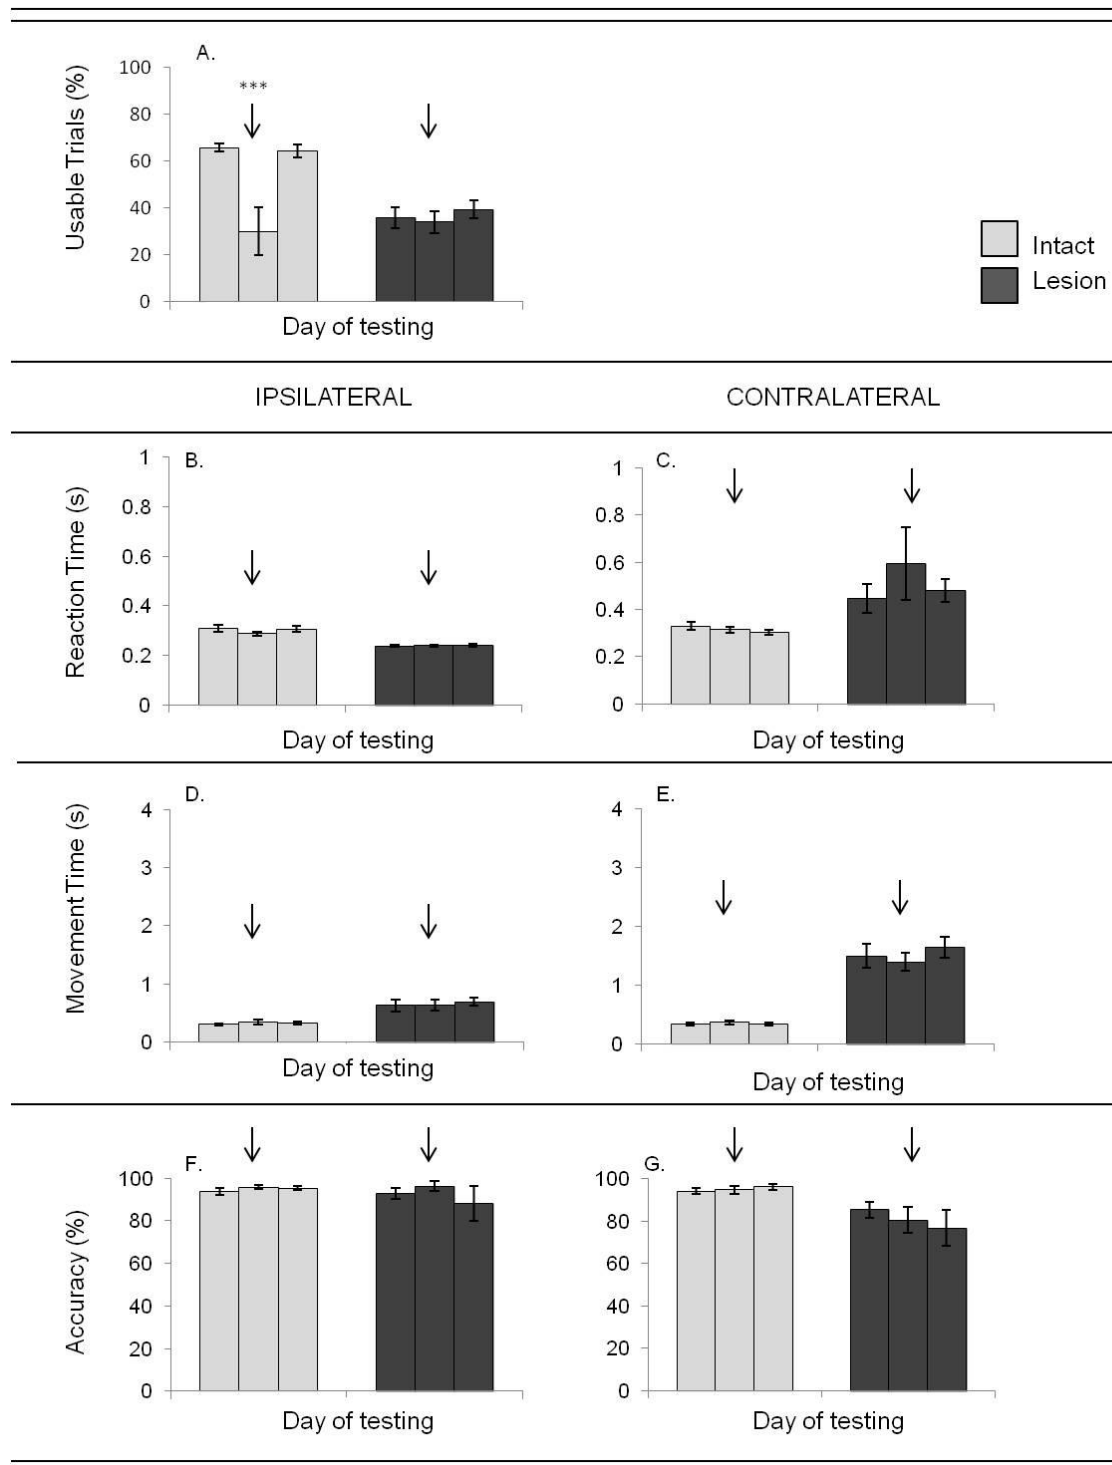 A.
***
Usable Trials (%)
100
80
60
40
20
0
Day of testing
Intact
Lesion
IPSILATERAL
CONTRALATERAL
B.
Reaction Time (s)
1
0.8
0.6
0.4
0.2
0
Day of testing
C.
1
0.8
0.6
0.4
0.2
0
Day of testing
D.
Movement Time (s)
4
3
2
1
0
Day of testing
E.
4
3
2
1
0
Day of testing
F.
Accuracy (%)
100
80
60
40
20
0
Day of testing
G.
100
80
60
40
20
0
Day of testing